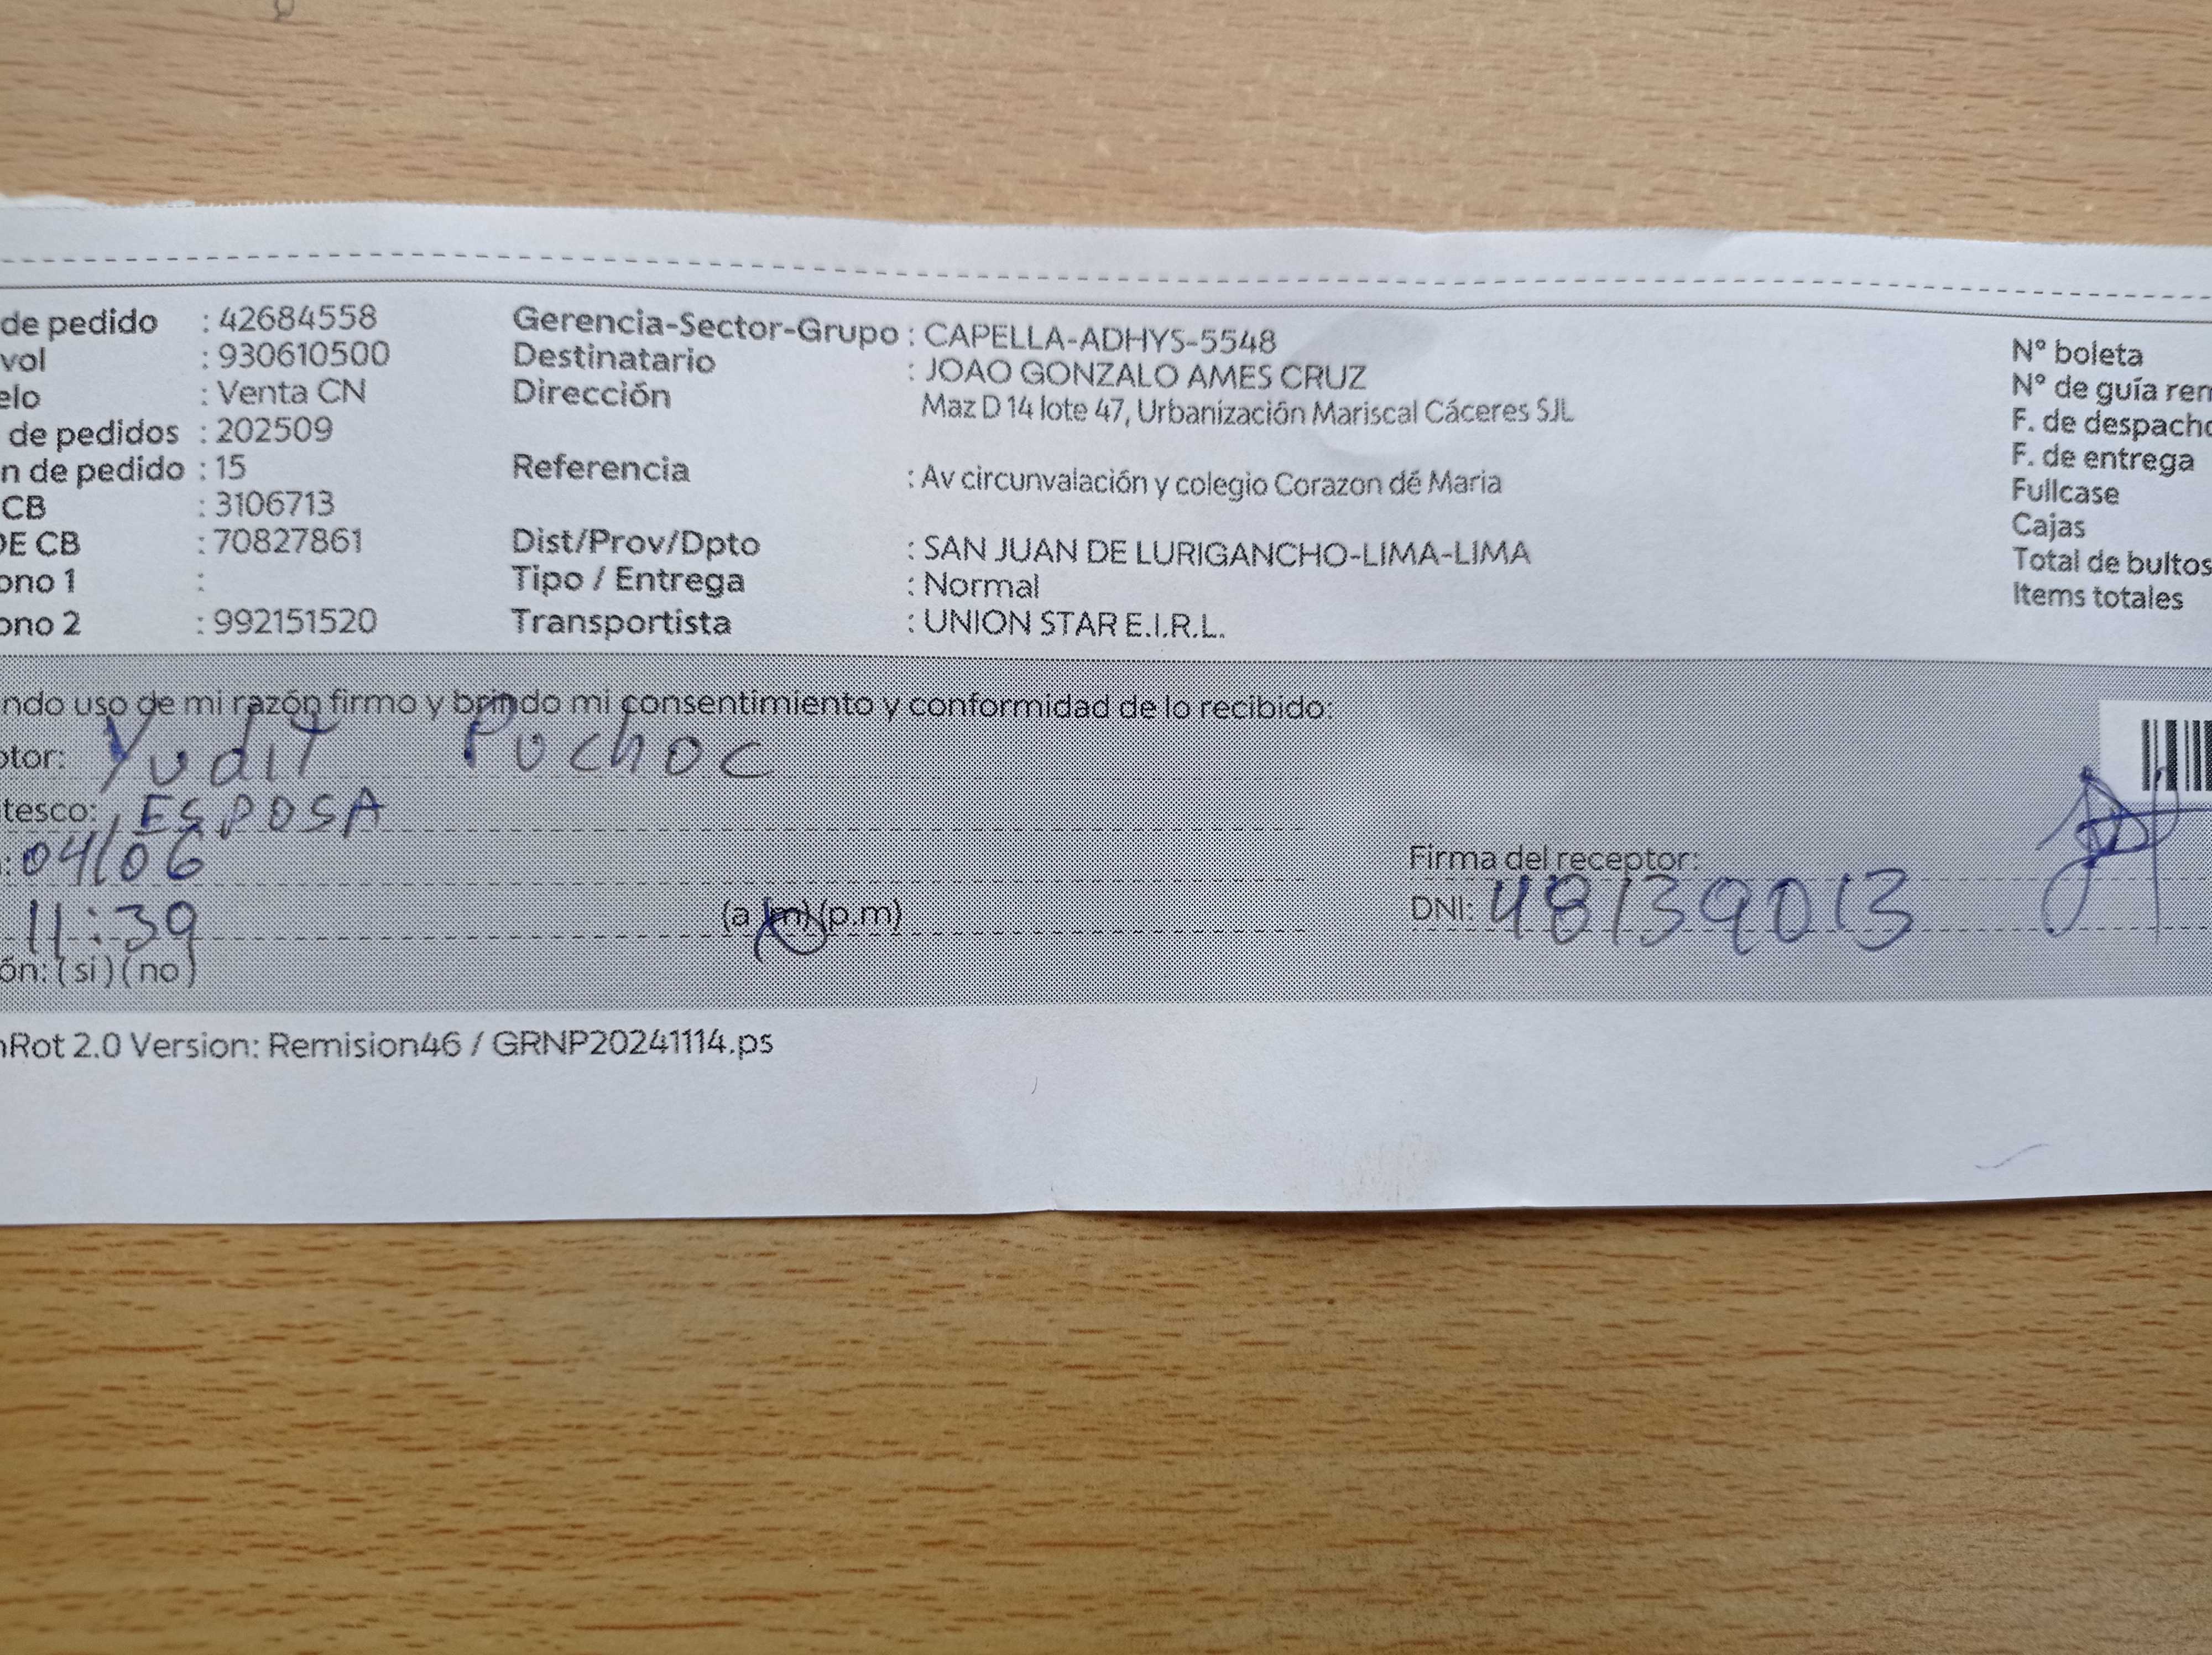 de pedido : 42684558
vol : 930610500
elo : Venta CN
de pedidos : 202509
n de pedido : 15
CB : 3106713
DE CB : 70827861
ono 1 :
ono 2 : 992151520
Gerencia-Sector-Grupo : CAPELLA-ADHYS-5548
Destinatario : JOAO GONZALO AMES CRUZ
Dirección Maz D 14 lote 47, Urbanización Mariscal Cáceres SJL
Referencia : Av circunvalación y colegio Corazon dé Maria
Dist/Prov/Dpto : SAN JUAN DE LURIGANCHO-LIMA-LIMA
Tipo / Entrega : Normal
Transportista : UNION STAR E.I.R.L.
N° boleta
N° de guía rem
F. de despacho
F. de entrega
Fullcase
Cajas
Total de bultos
Items totales
ndo uso de mi razón firmo y brindo mi consentimiento y conformidad de lo recibido:
ptor: Yudit Puchoc
tesco: ESPOSA
: 04/06
11:39 (a.m) (p.m)
ón: (si) (no)
Firma del receptor:
DNI: 48139013
nRot 2.0 Version: Remision46 / GRNP20241114.ps